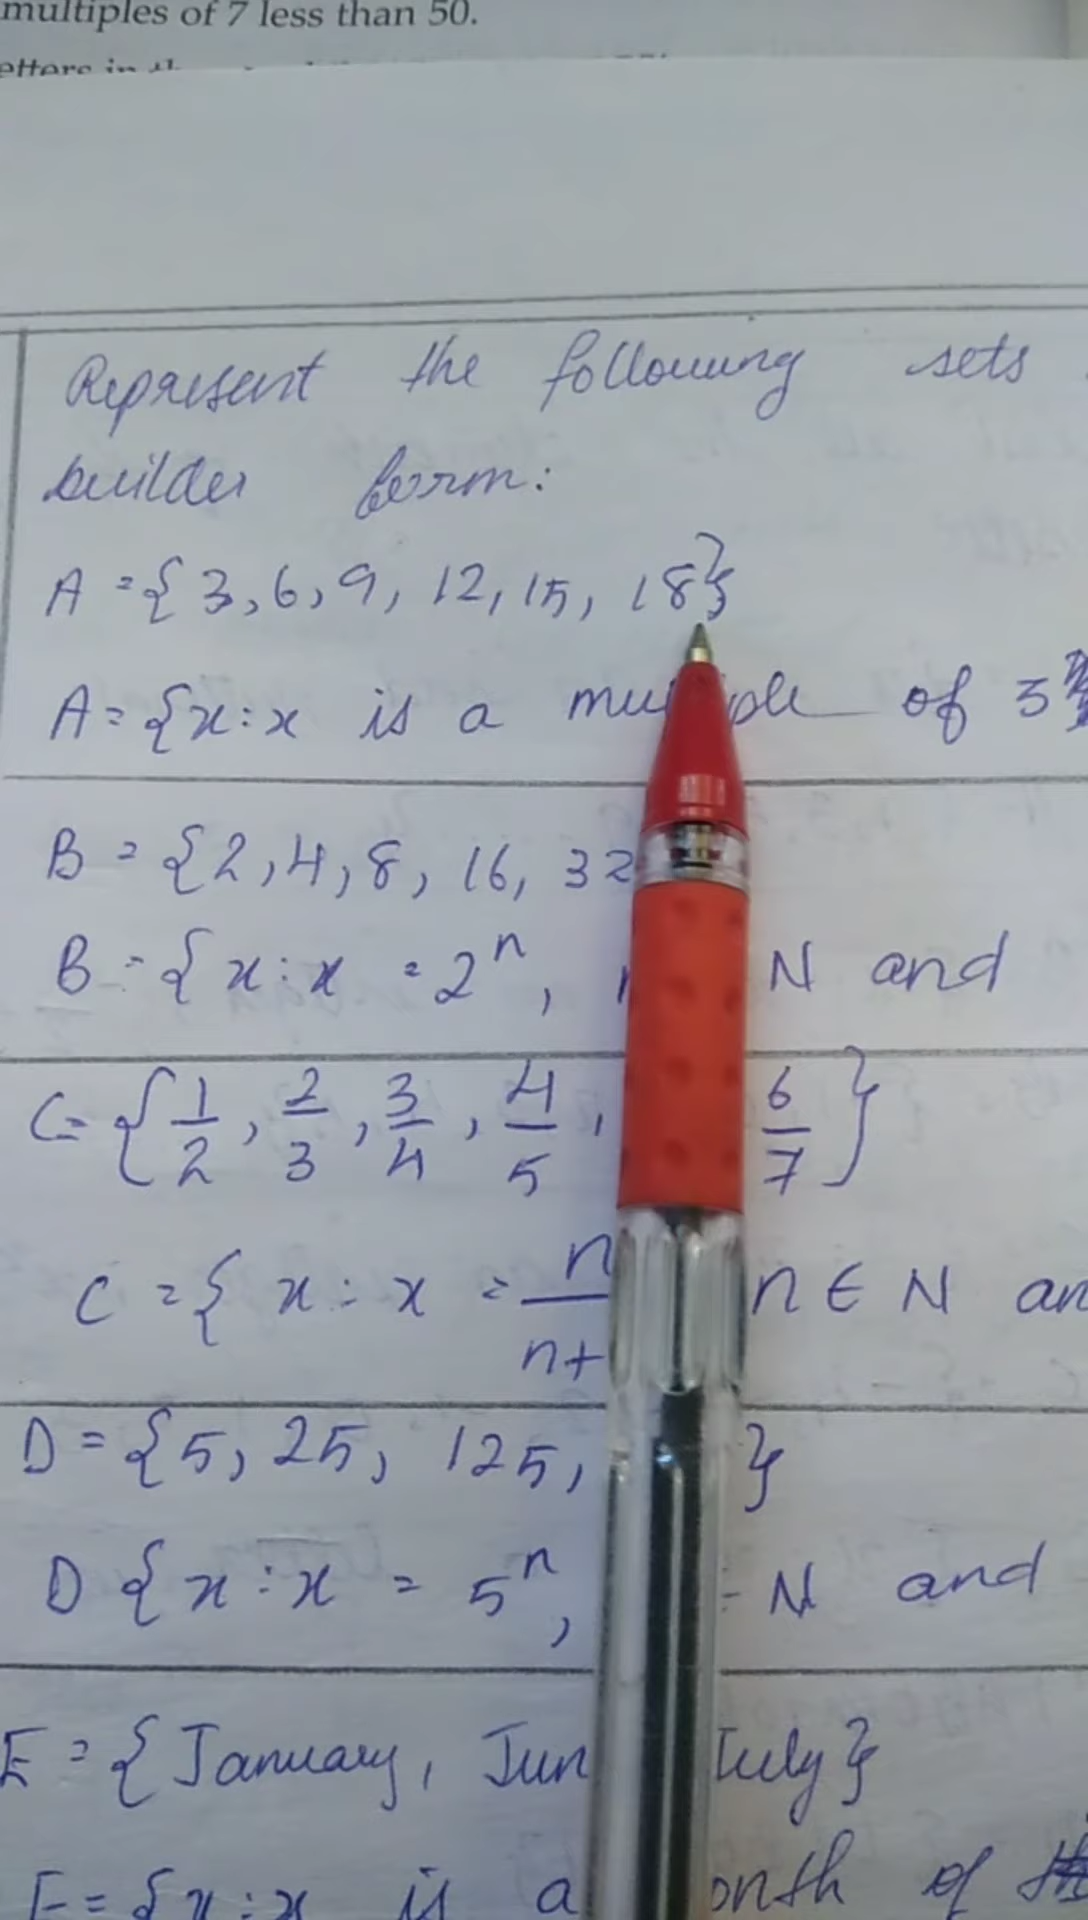 multiples of 7 less than 50.
Represent the following sets
builder form:
A = {3, 6, 9, 12, 15, 18}
A = {x : x is a multiple of 3
B = {2, 4, 8, 16, 32
B = {x : x = 2ⁿ, N and
C = {1/2, 2/3, 3/4, 4/5, 6/7}
C = {x : x = n/n+ n ∈ N an
D = {5, 25, 125, }
D {x : x = 5ⁿ, N and
E = {January, Jun July}
E = {x : x is a onth of